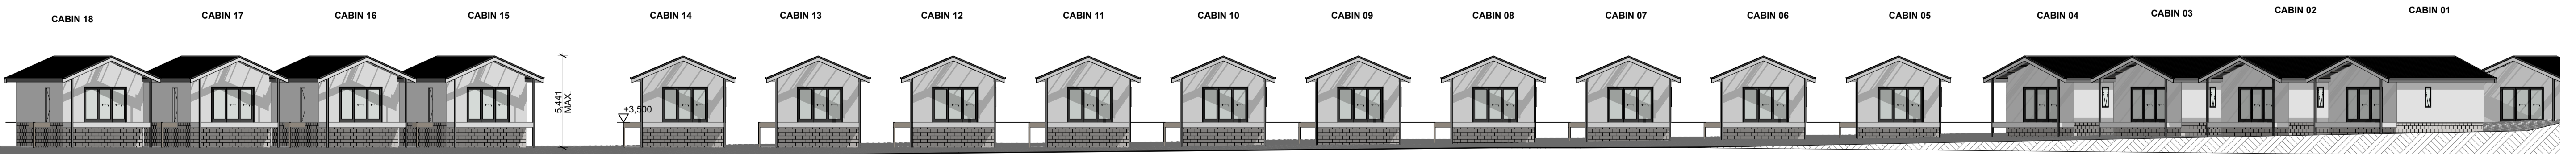 CABIN 18
CABIN 17
CABIN 16
CABIN 15
CABIN 14
CABIN 13
CABIN 12
CABIN 11
CABIN 10
CABIN 09
CABIN 08
CABIN 07
CABIN 06
CABIN 05
CABIN 04
CABIN 03
CABIN 02
CABIN 01
5,441
MAX.
+3,500